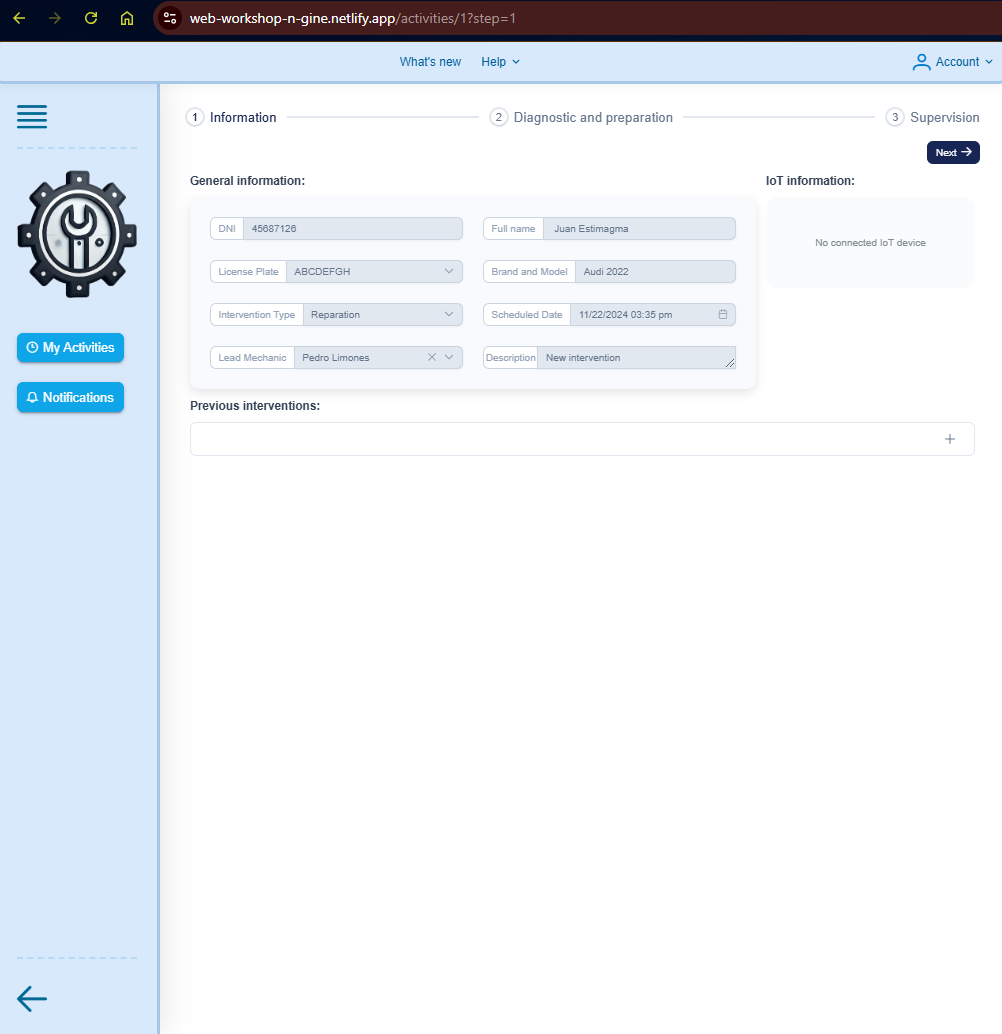 web-workshop-n-gine.netlify.app/activities/1?step=1
What's new Help Account
1 Information 2 Diagnostic and preparation 3 Supervision
Next
General information: IoT information:
DNI 45687126 Full name Juan Estimagma
No connected IoT device
License Plate ABCDEFGH Brand and Model Audi 2022
Intervention Type Reparation Scheduled Date 11/22/2024 03:35 pm
My Activities
Lead Mechanic Pedro Limones Description New intervention
Notifications
Previous interventions: